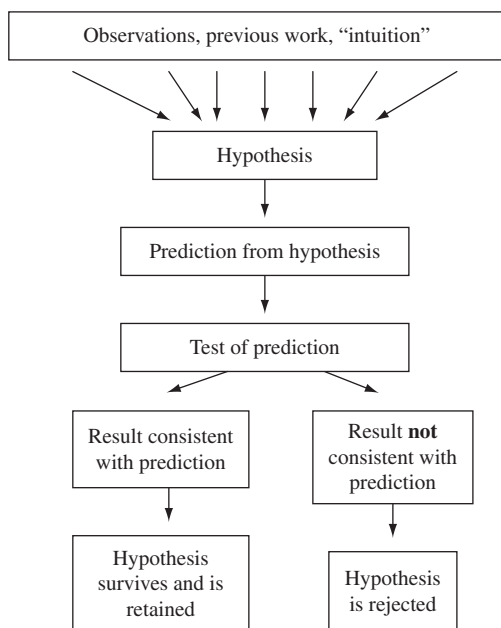 Observations, previous work, “intuition”
Hypothesis
Prediction from hypothesis
Test of prediction
Result consistent
with prediction
Result not
consistent with
prediction
Hypothesis
survives and is
retained
Hypothesis
is rejected